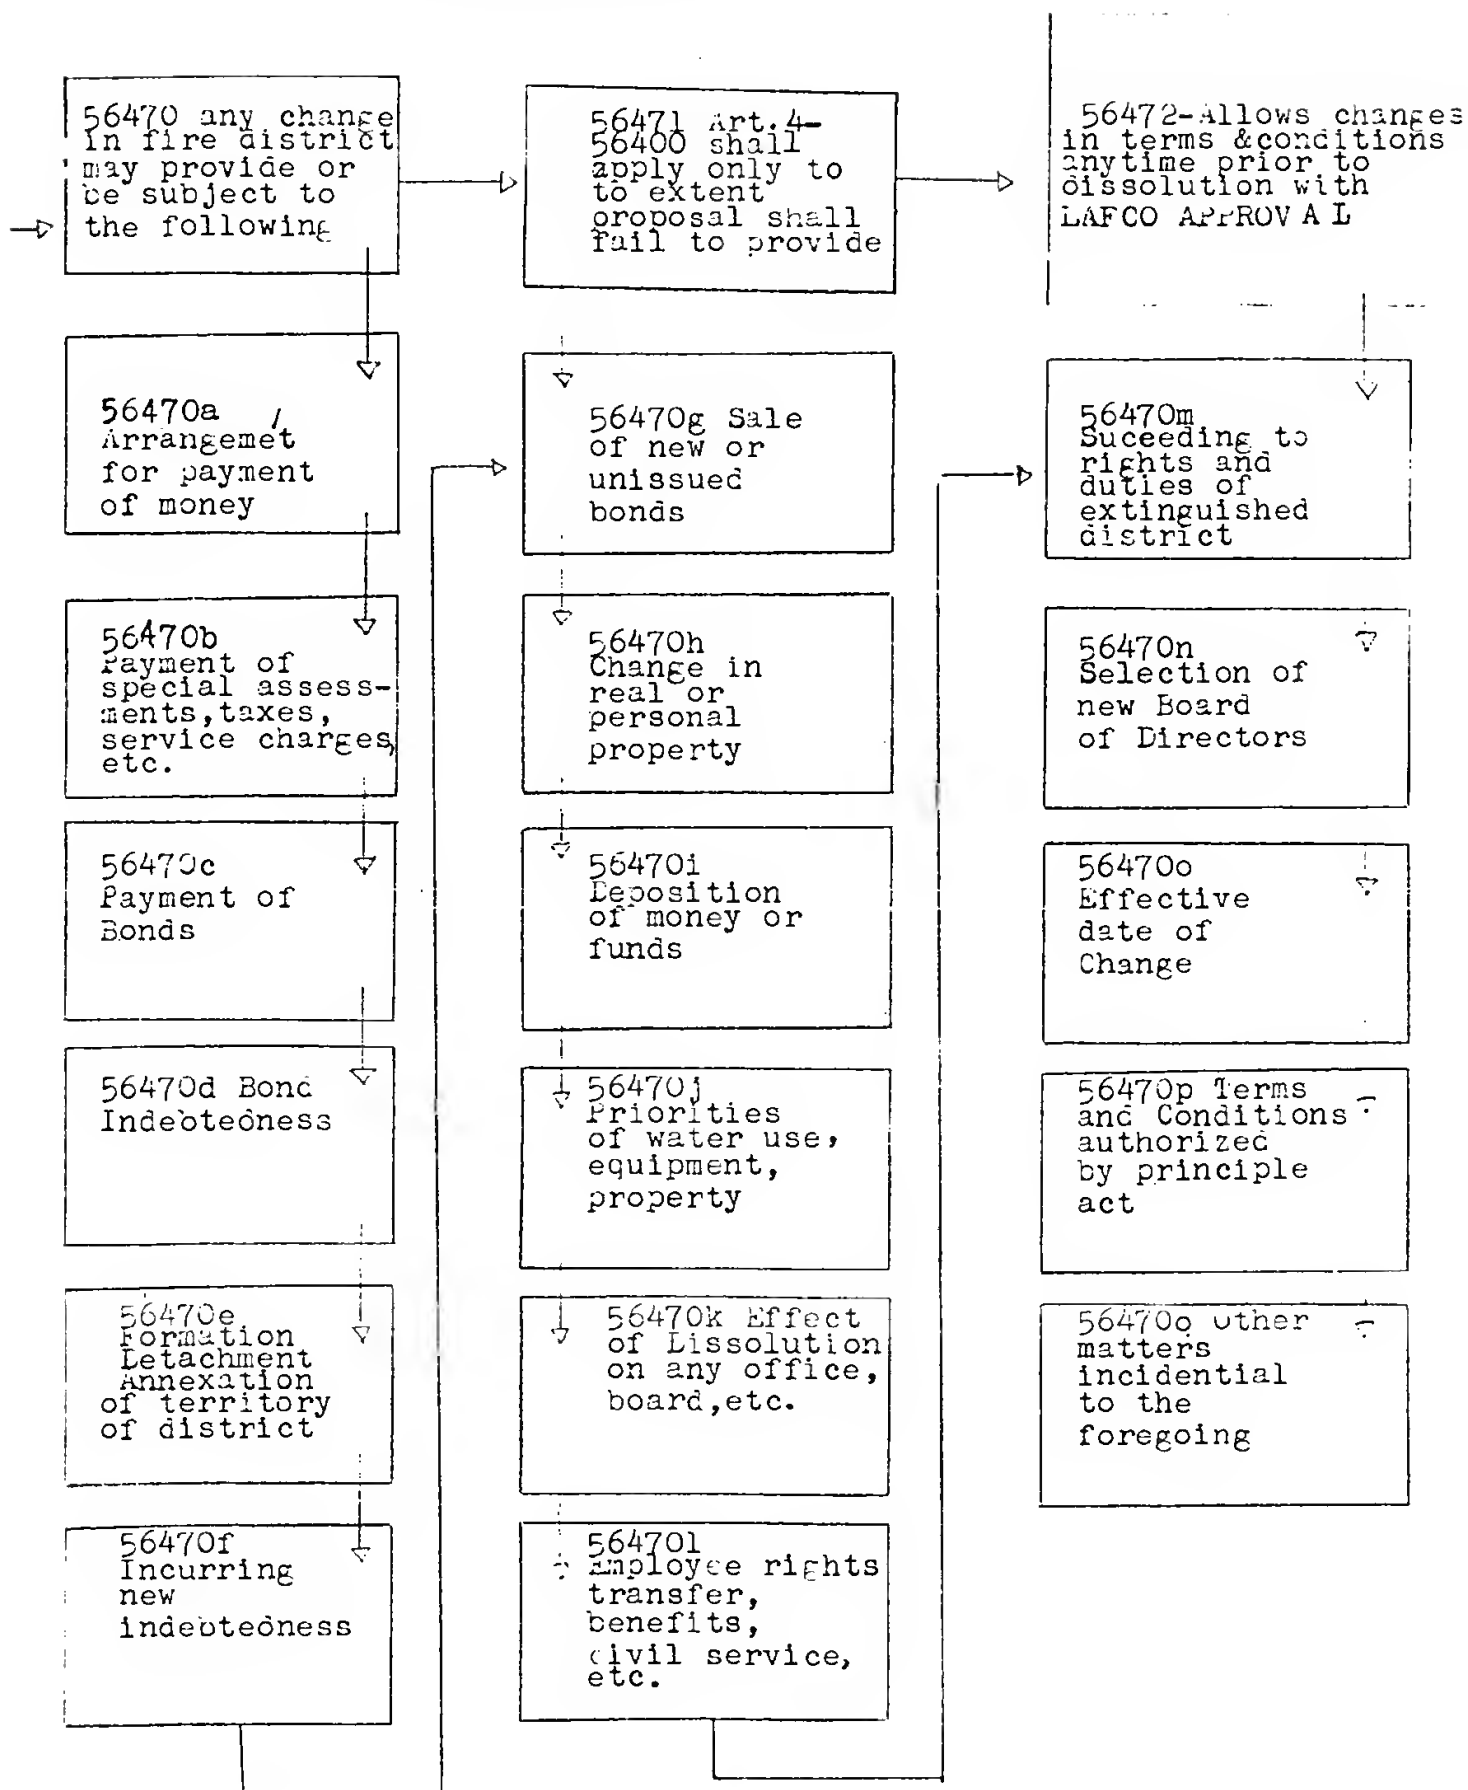 56470 any change
in fire district
may provide or
be subject to
the following
56471 Art.4-
56400 shall
apply only to
to extent
proposal shall
fail to provide
56472-Allows changes
in terms &conditions
anytime prior to
dissolution with
LAFCO APPROVAL
56470a
Arrangemet
for payment
of money
56470b
Payment of
special assess-
ments,taxes,
service charges,
etc.
56470c
Payment of
Bonds
56470d Bond
Indebtedness
56470e
Formation
Detachment
Annexation
of territory
of district
56470f
Incurring
new
indebtedness
56470g Sale
of new or
unissued
bonds
56470h
Change in
real or
personal
property
56470i
Deposition
of money or
funds
56470j
Priorities
of water use,
equipment,
property
56470k Effect
of Dissolution
on any office,
board,etc.
56470l
Employee rights
transfer,
benefits,
civil service,
etc.
56470m
Suceeding to
rights and
duties of
extinguished
district
56470n
Selection of
new Board
of Directors
56470o
Effective
date of
Change
56470p Terms
and Conditions
authorized
by principle
act
56470q other
matters
incidential
to the
foregoing